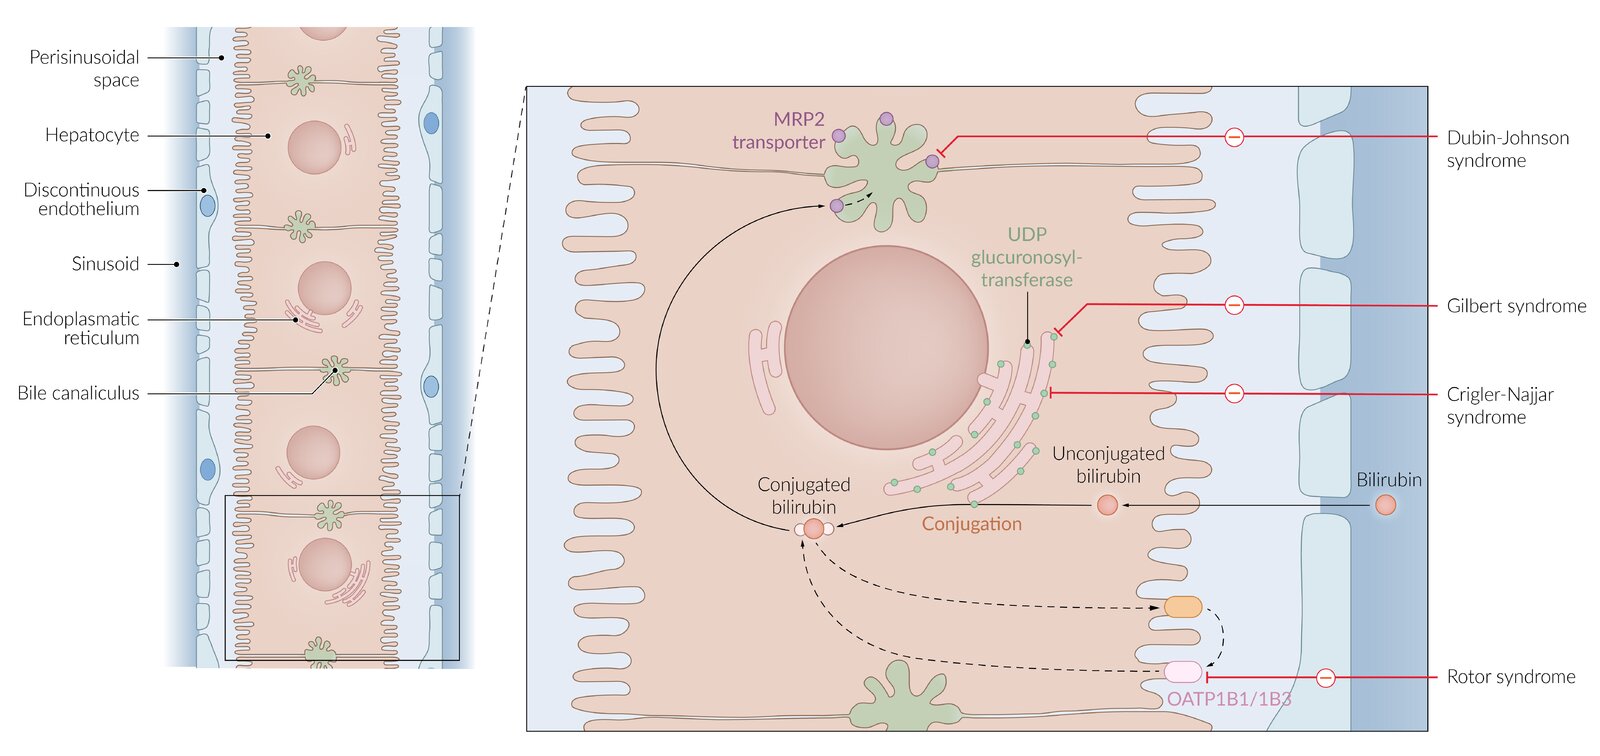 Perisinusoidal
space
Hepatocyte
Discontinuous
endothelium
Sinusoid
Endoplasmatic
reticulum
Bile canaliculus
MRP2
transporter
UDP
glucuronosyl-
transferase
Conjugated
bilirubin
Conjugation
Unconjugated
bilirubin
Bilirubin
OATP1B1/1B3
Dubin-Johnson
syndrome
Gilbert syndrome
Crigler-Najjar
syndrome
Rotor syndrome